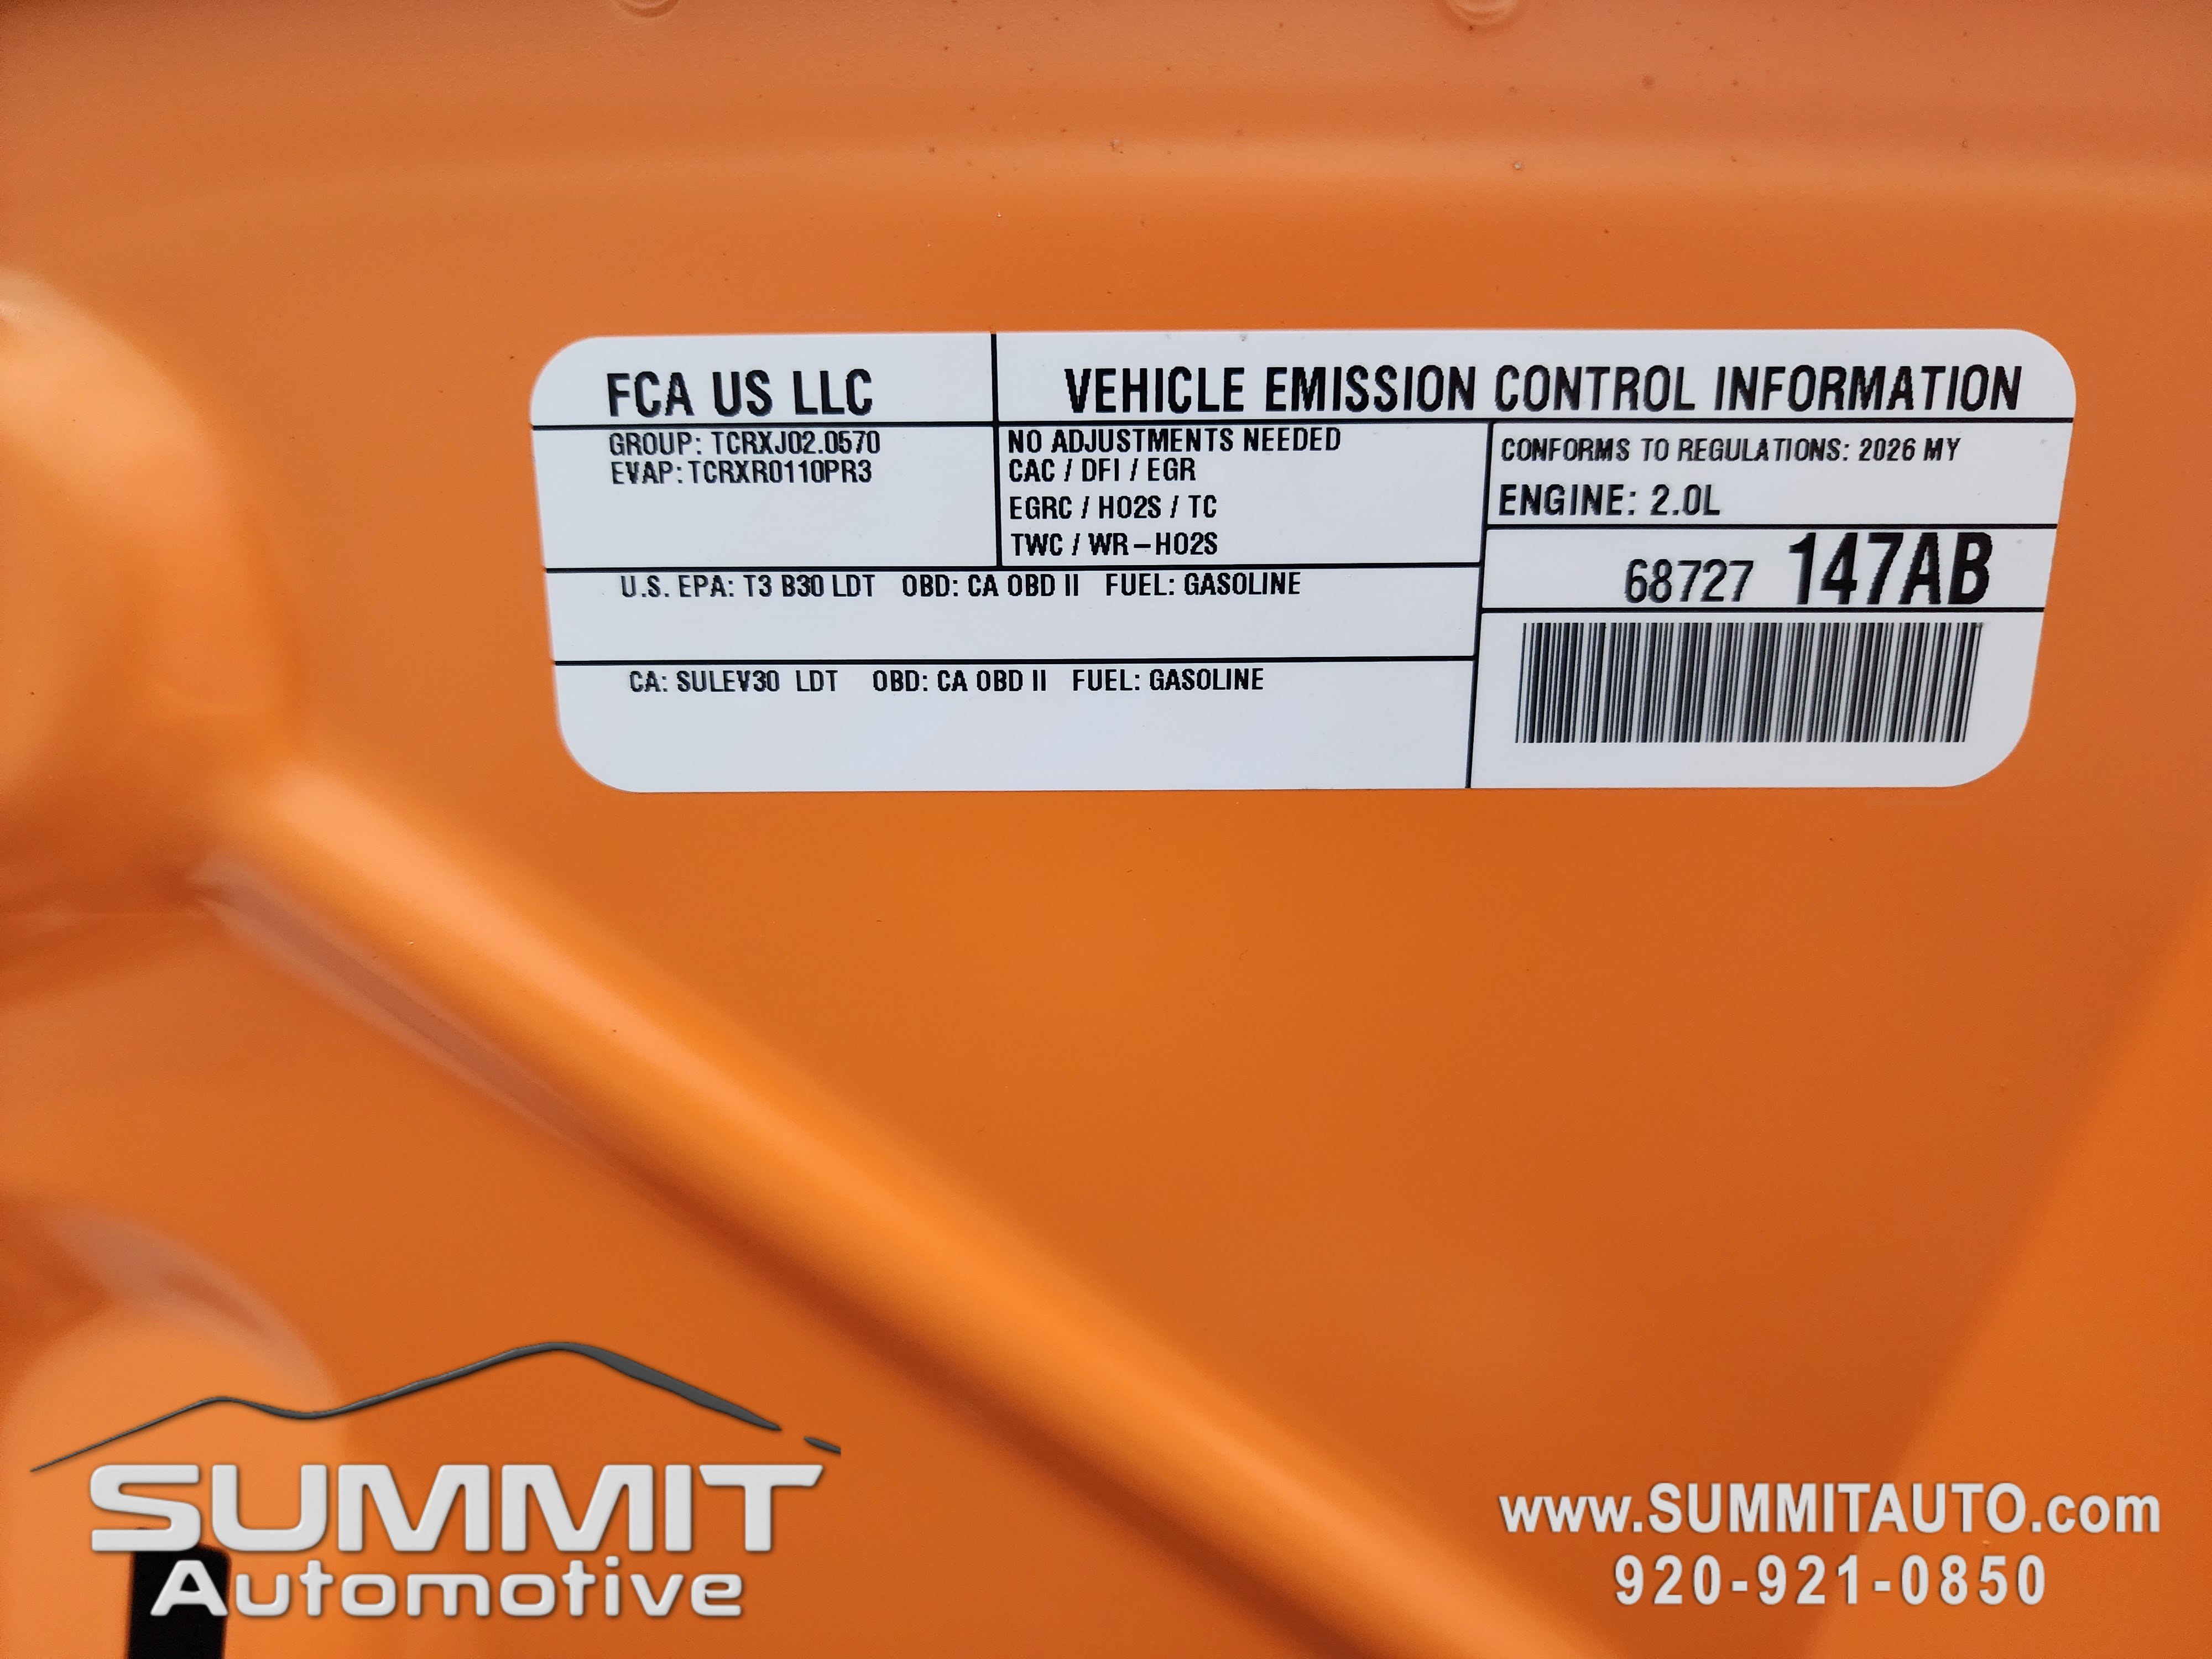 FCA US LLC
VEHICLE EMISSION CONTROL INFORMATION
GROUP: TCRXJ02.0570
EVAP: TCRXR0110PR3
NO ADJUSTMENTS NEEDED
CAC / DFI / EGR
EGRC / HO2S / TC
TWC / WR-HO2S
CONFORMS TO REGULATIONS: 2026 MY
ENGINE: 2.0L
68727 147AB
U.S. EPA: T3 B30 LDT OBD: CA OBD II FUEL: GASOLINE
CA: SULEV30 LDT OBD: CA OBD II FUEL: GASOLINE
SUMMIT
Automotive
www.SUMMITAUTO.com
920-921-0850